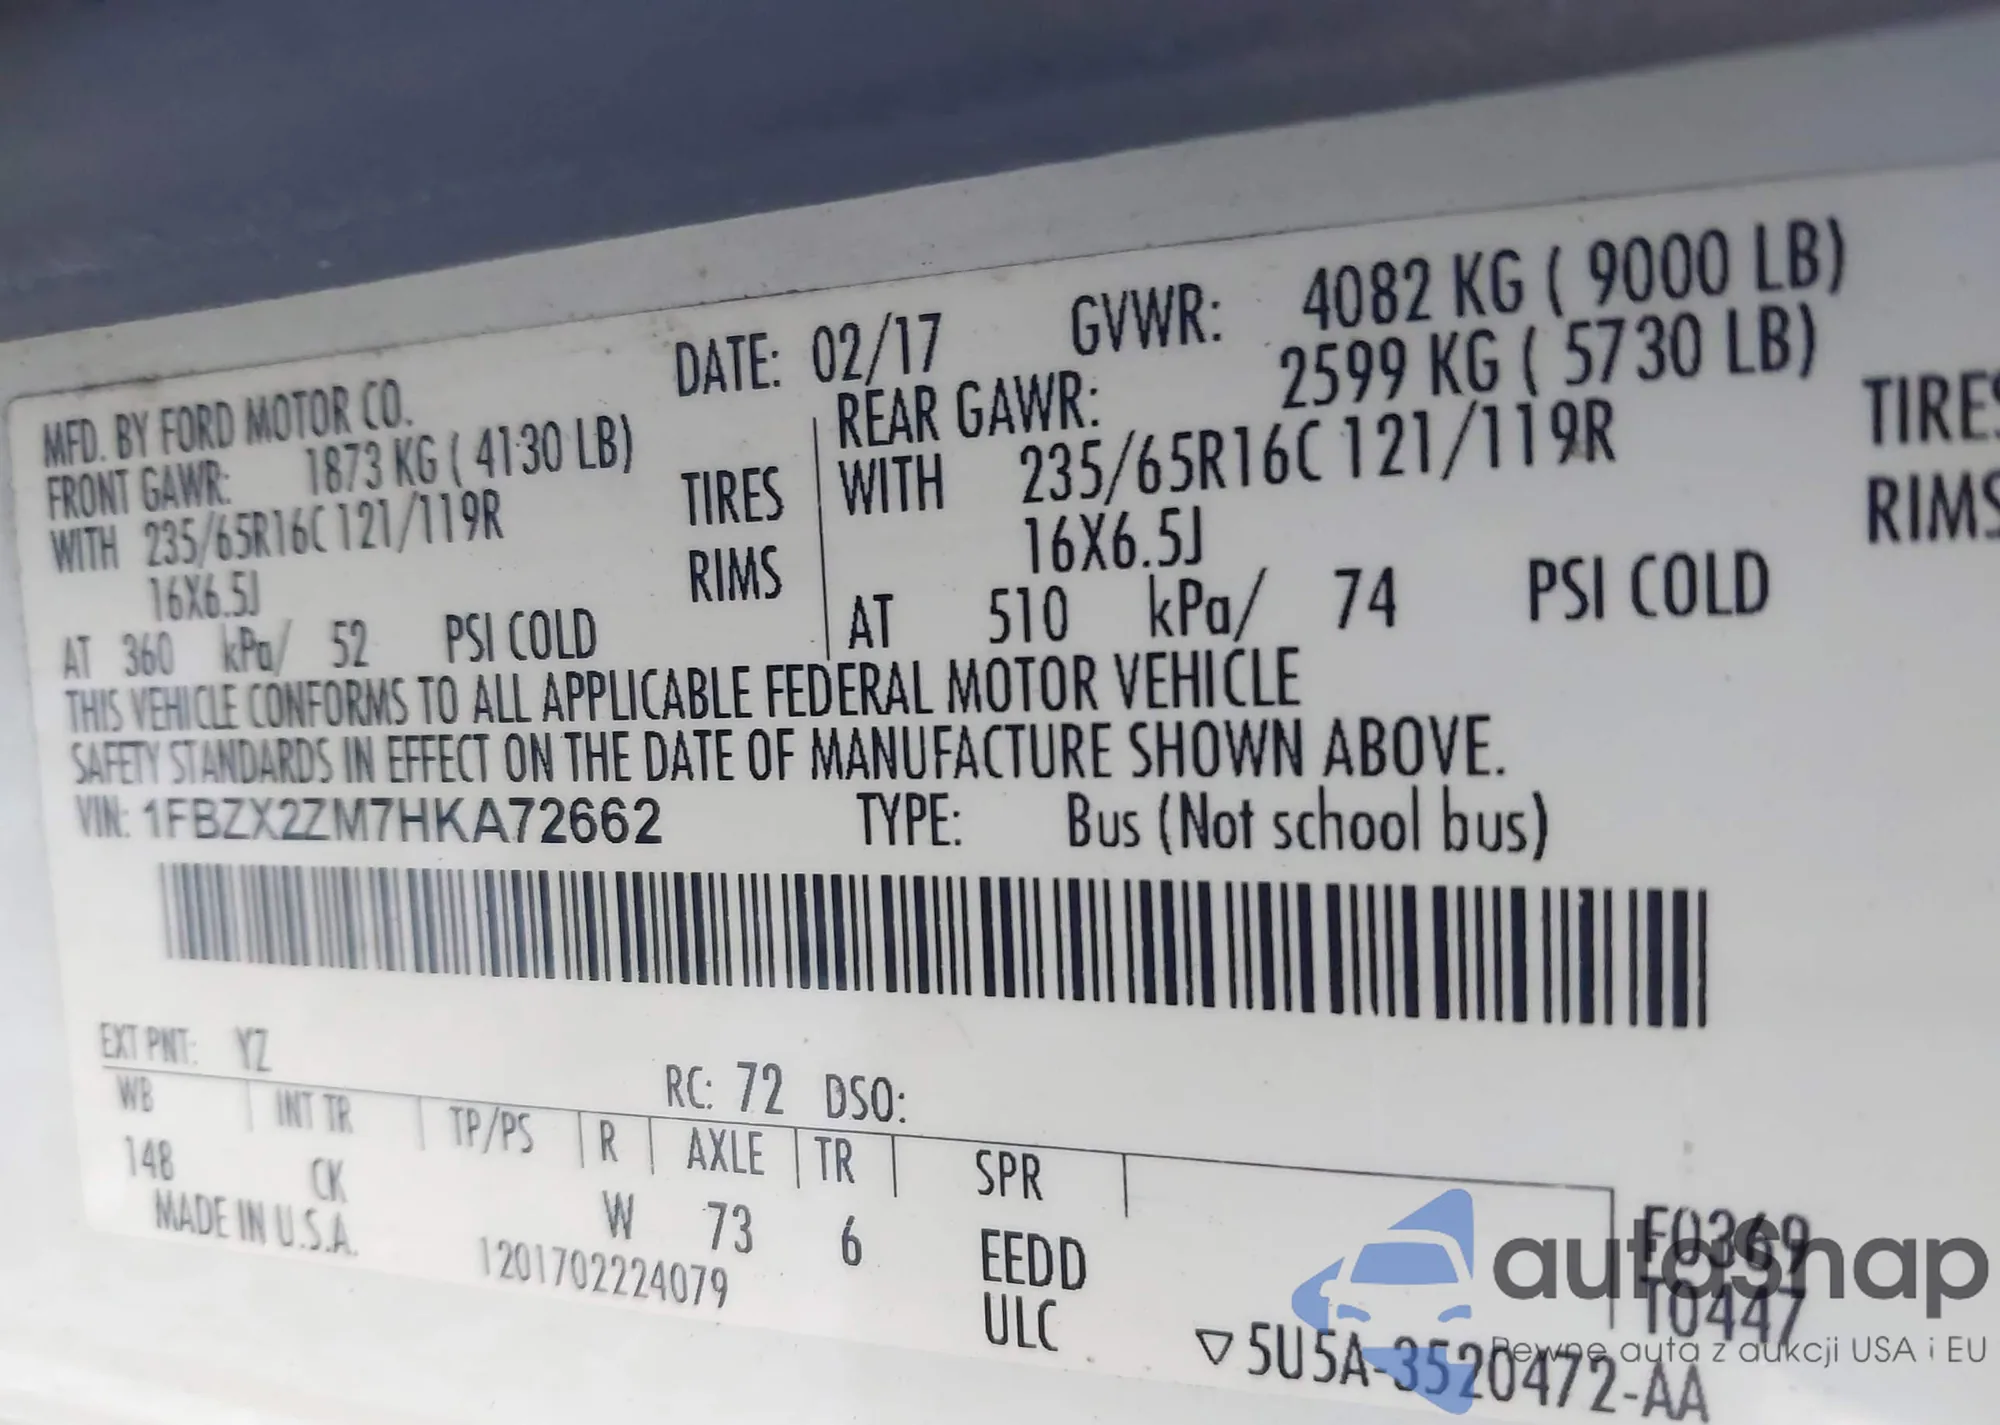 MFD. BY FORD MOTOR CO. DATE: 02/17 GVWR: 4082 KG ( 9000 LB)
FRONT GAWR: 1873 KG ( 4130 LB) REAR GAWR: 2599 KG ( 5730 LB)
WITH 235/65R16C 121/119R TIRES WITH 235/65R16C 121/119R TIRES
16X6.5J RIMS 16X6.5J RIMS
AT 360 kPa/ 52 PSI COLD AT 510 kPa/ 74 PSI COLD
THIS VEHICLE CONFORMS TO ALL APPLICABLE FEDERAL MOTOR VEHICLE
SAFETY STANDARDS IN EFFECT ON THE DATE OF MANUFACTURE SHOWN ABOVE.
VIN: 1FBZX2ZM7HKA72662 TYPE: Bus (Not school bus)
EXT PNT: YZ RC: 72 DSO:
WB INT TR TP/PS R AXLE TR SPR
148 CK W 73 6 EEDD
F0369
MADE IN U.S.A. 1201702224079 ULC
T0447
▽5U5A-3520472-AA
autoshap
Pewne auta z aukcji USA i EU